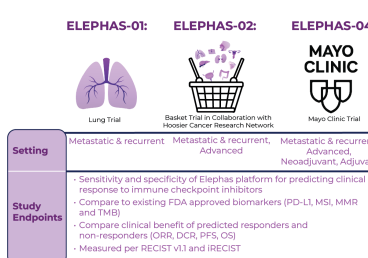 ELEPHAS-01:
ELEPHAS-02:
ELEPHAS-04
MAYO
CLINIC
Lung Trial
Basket Trial in Collaboration with
Hoosier Cancer Research Network
Mayo Clinic Trial
Setting
Metastatic & recurrent
Metastatic & recurrent,
Advanced
Metastatic & recurre
Advanced,
Neoadjuvant, Adjuva
Study
Endpoints
• Sensitivity and specificity of Elephas platform for predicting clinical
response to immune checkpoint inhibitors
• Compare to existing FDA approved biomarkers (PD-L1, MSI, MMR
and TMB)
• Compare clinical benefit of predicted responders and
non-responders (ORR, DCR, PFS, OS)
• Measured per RECIST v1.1 and iRECIST